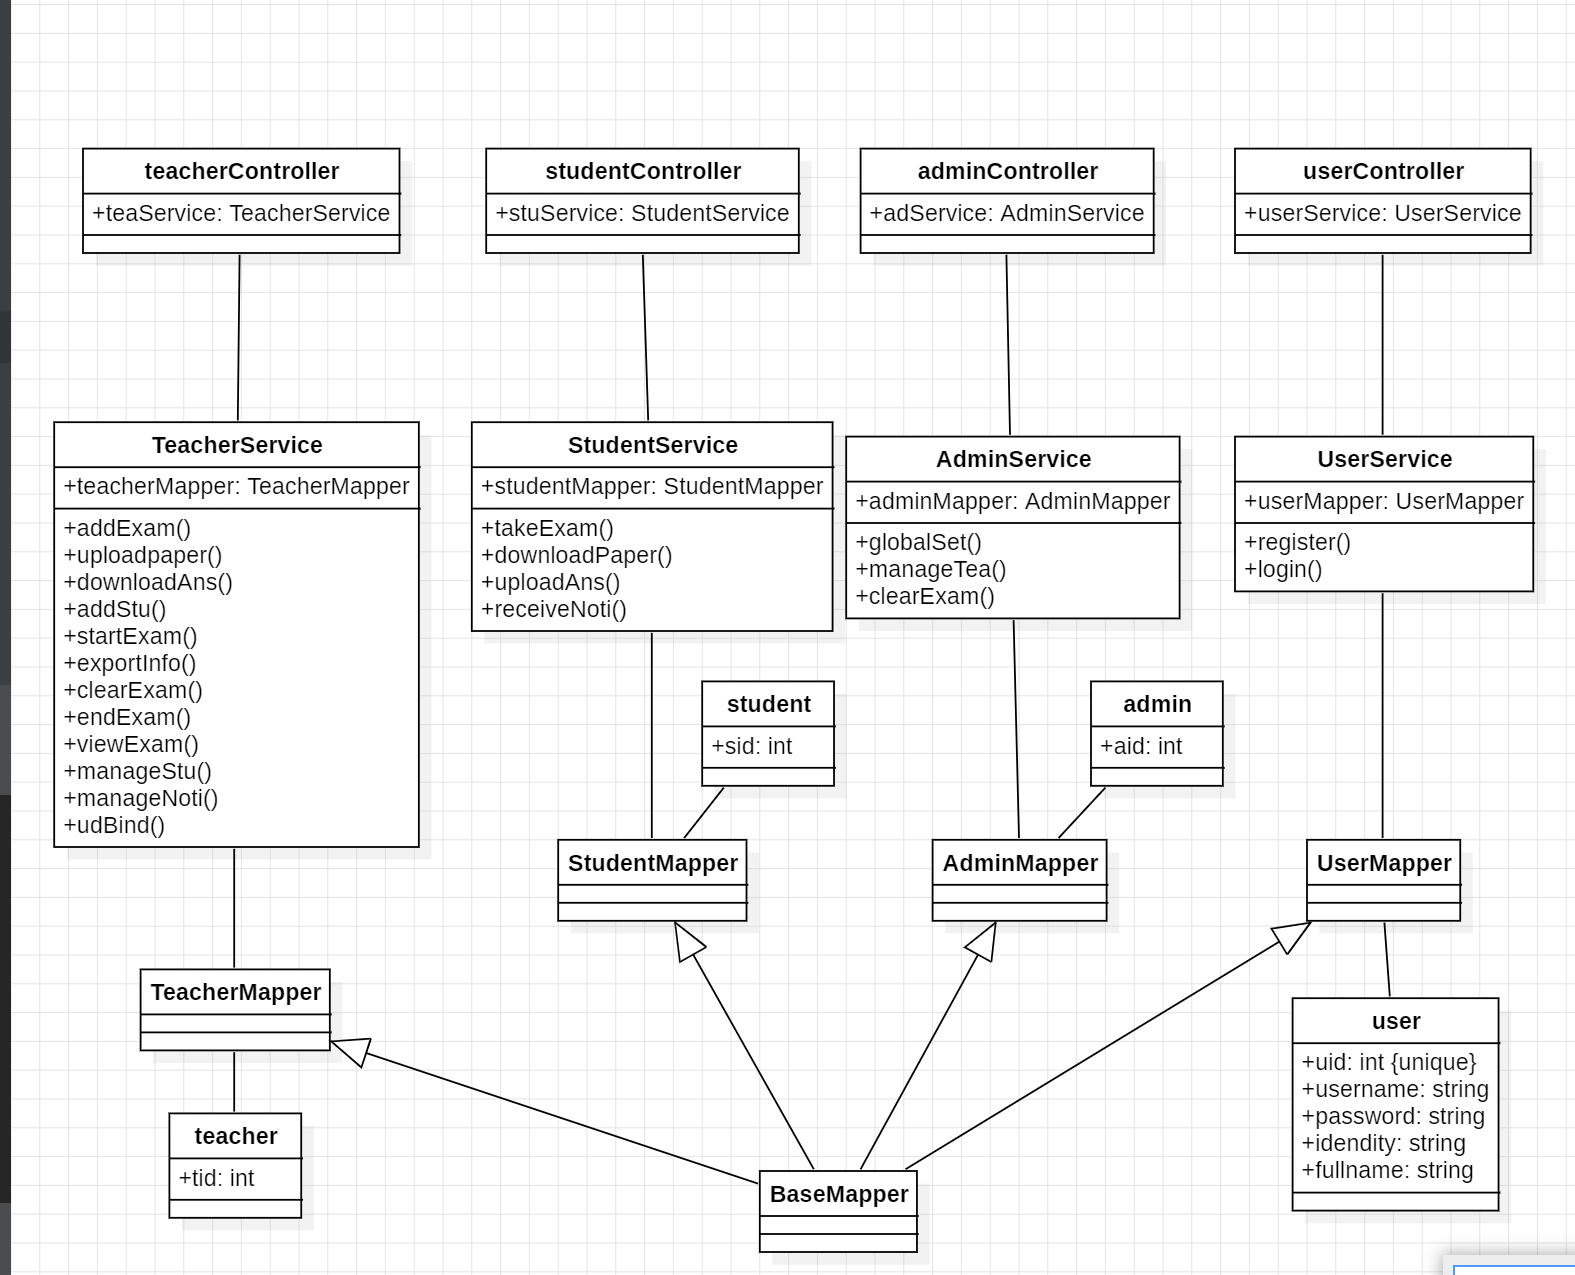 teacherController
+teaService: TeacherService
studentController
+stuService: StudentService
adminController
+adService: AdminService
userController
+userService: UserService
TeacherService
+teacherMapper: TeacherMapper
+addExam()
+uploadpaper()
+downloadAns()
+addStu()
+startExam()
+exportInfo()
+clearExam()
+endExam()
+viewExam()
+manageStu()
+manageNoti()
+udBind()
StudentService
+studentMapper: StudentMapper
+takeExam()
+downloadPaper()
+uploadAns()
+receiveNoti()
AdminService
+adminMapper: AdminMapper
+globalSet()
+manageTea()
+clearExam()
UserService
+userMapper: UserMapper
+register()
+login()
student
+sid: int
admin
+aid: int
StudentMapper
AdminMapper
UserMapper
TeacherMapper
user
+uid: int {unique}
+username: string
+password: string
+idendity: string
+fullname: string
teacher
+tid: int
BaseMapper